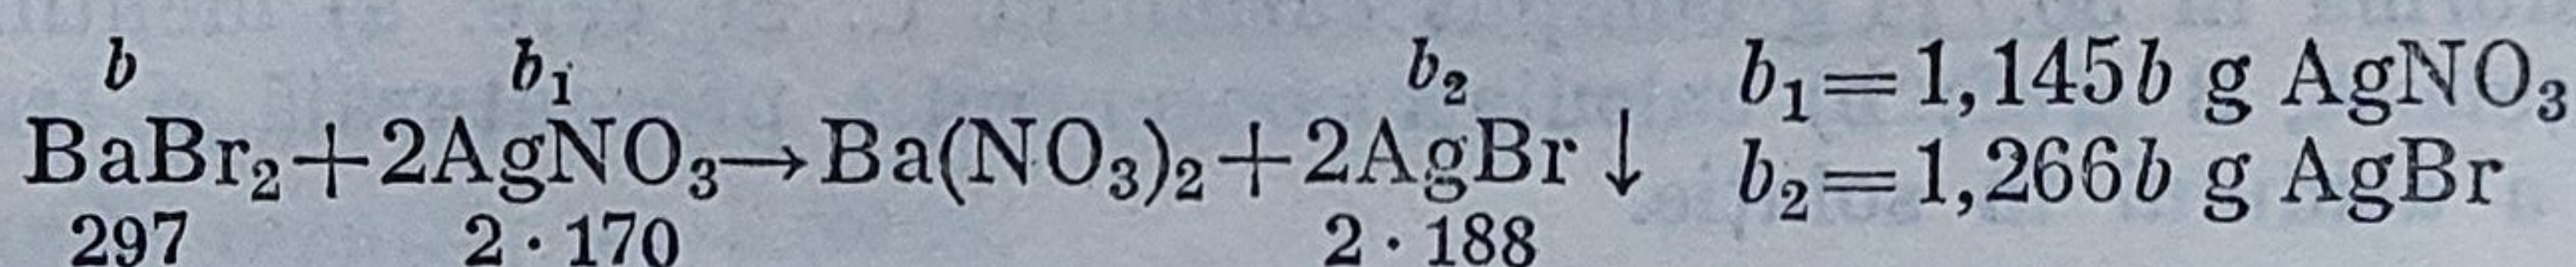 b b₁ b₂ b₁=1,145b g AgNO₃
BaBr₂+2AgNO₃→Ba(NO₃)₂+2AgBr↓ b₂=1,266b g AgBr
297 2·170 2·188